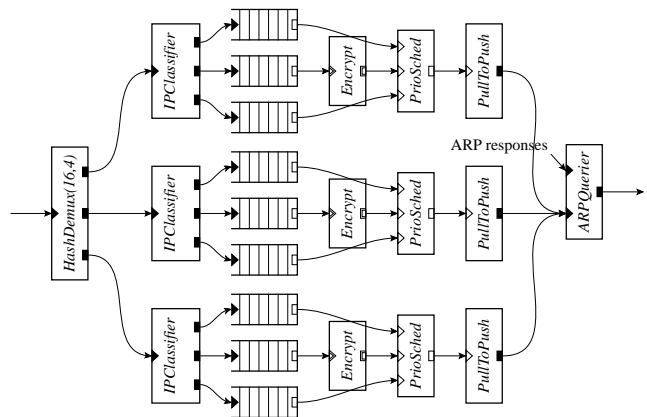 IPClassifier
Encrypt
PrioSched
PullToPush
HashDemux(16,4)
ARP responses
IPClassifier
Encrypt
PrioSched
PullToPush
ARPQuerier
IPClassifier
Encrypt
PrioSched
PullToPush